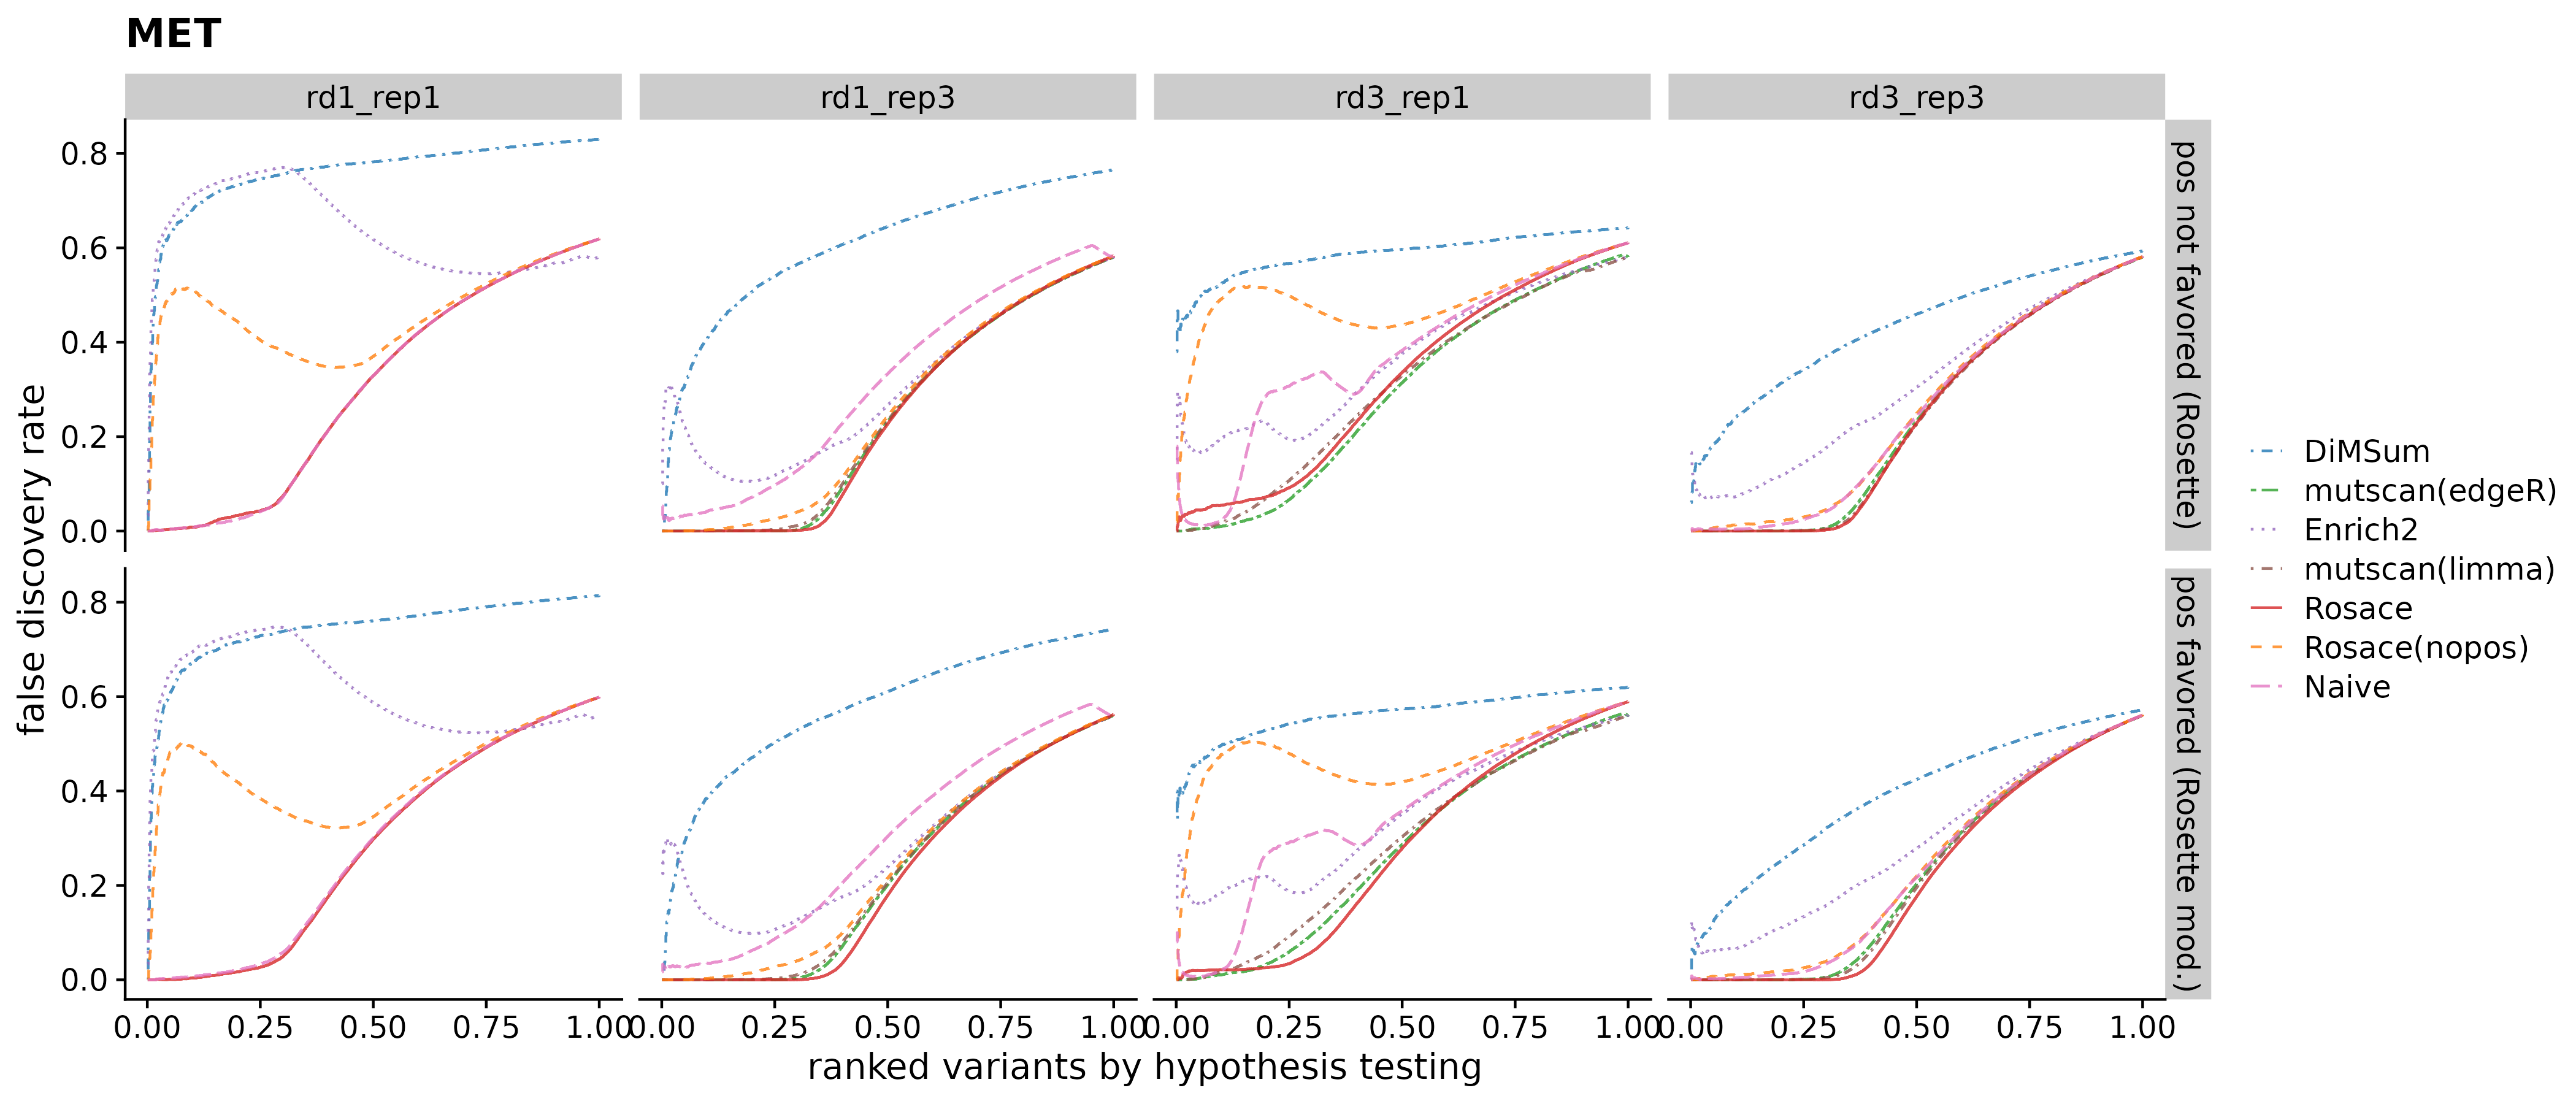 MET
rd1_rep1
rd1_rep3
rd3_rep1
rd3_rep3
false discovery rate
0.8
0.6
0.4
0.2
0.0
pos not favored (Rosette)
0.8
0.6
0.4
0.2
0.0
pos favored (Rosette mod.)
0.00 0.25 0.50 0.75 1.00
0.00 0.25 0.50 0.75 1.00
0.00 0.25 0.50 0.75 1.00
0.00 0.25 0.50 0.75 1.00
ranked variants by hypothesis testing
DiMSum
mutscan(edgeR)
Enrich2
mutscan(limma)
Rosace
Rosace(nopos)
Naive